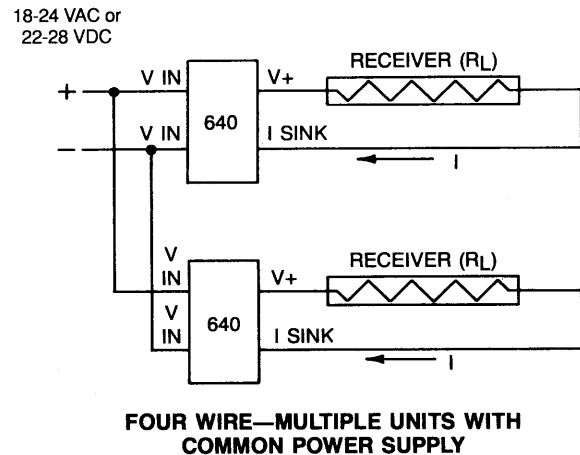 18-24 VAC or
22-28 VDC
+
V IN
V+
RECEIVER (RL)
640
–
V IN
I SINK
I
V
IN
V+
RECEIVER (RL)
640
V
IN
I SINK
I
FOUR WIRE—MULTIPLE UNITS WITH
COMMON POWER SUPPLY